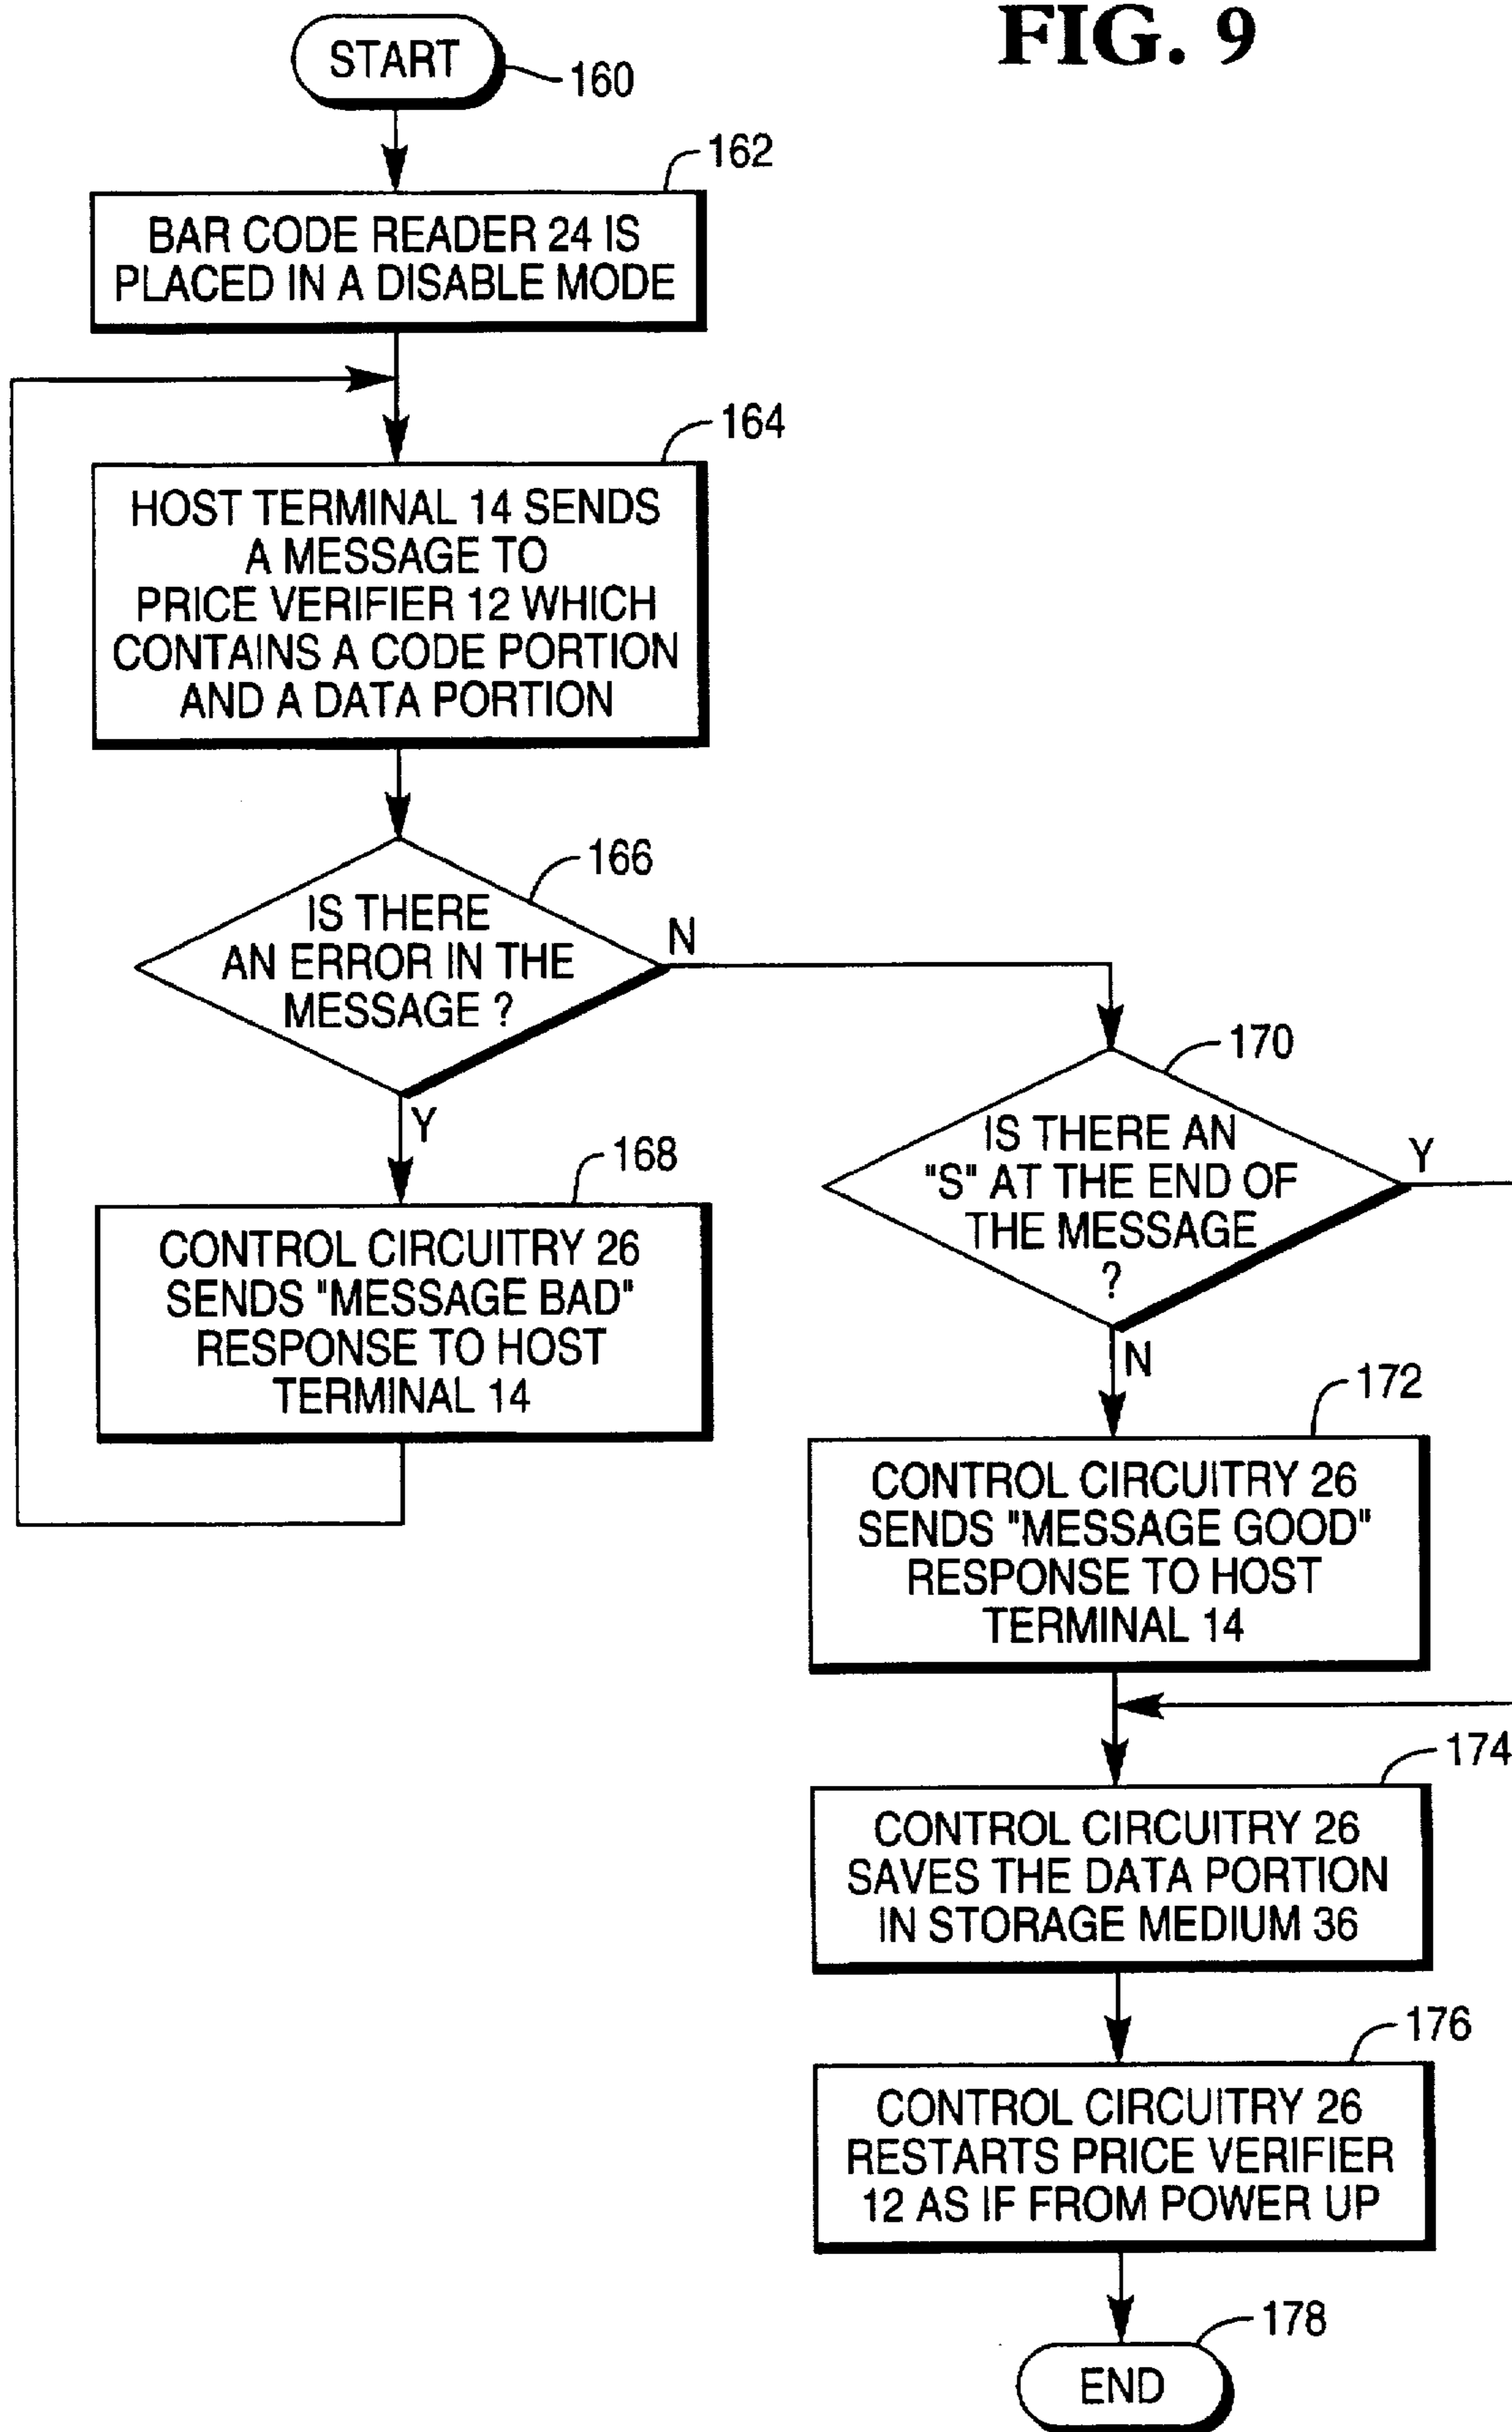 FIG. 9
START
160
162
BAR CODE READER 24 IS
PLACED IN A DISABLE MODE
164
HOST TERMINAL 14 SENDS
A MESSAGE TO
PRICE VERIFIER 12 WHICH
CONTAINS A CODE PORTION
AND A DATA PORTION
166
IS THERE
AN ERROR IN THE
MESSAGE ?
N
Y
168
CONTROL CIRCUITRY 26
SENDS "MESSAGE BAD"
RESPONSE TO HOST
TERMINAL 14
170
IS THERE AN
"S" AT THE END OF
THE MESSAGE
?
Y
N
172
CONTROL CIRCUITRY 26
SENDS "MESSAGE GOOD"
RESPONSE TO HOST
TERMINAL 14
174
CONTROL CIRCUITRY 26
SAVES THE DATA PORTION
IN STORAGE MEDIUM 36
176
CONTROL CIRCUITRY 26
RESTARTS PRICE VERIFIER
12 AS IF FROM POWER UP
178
END